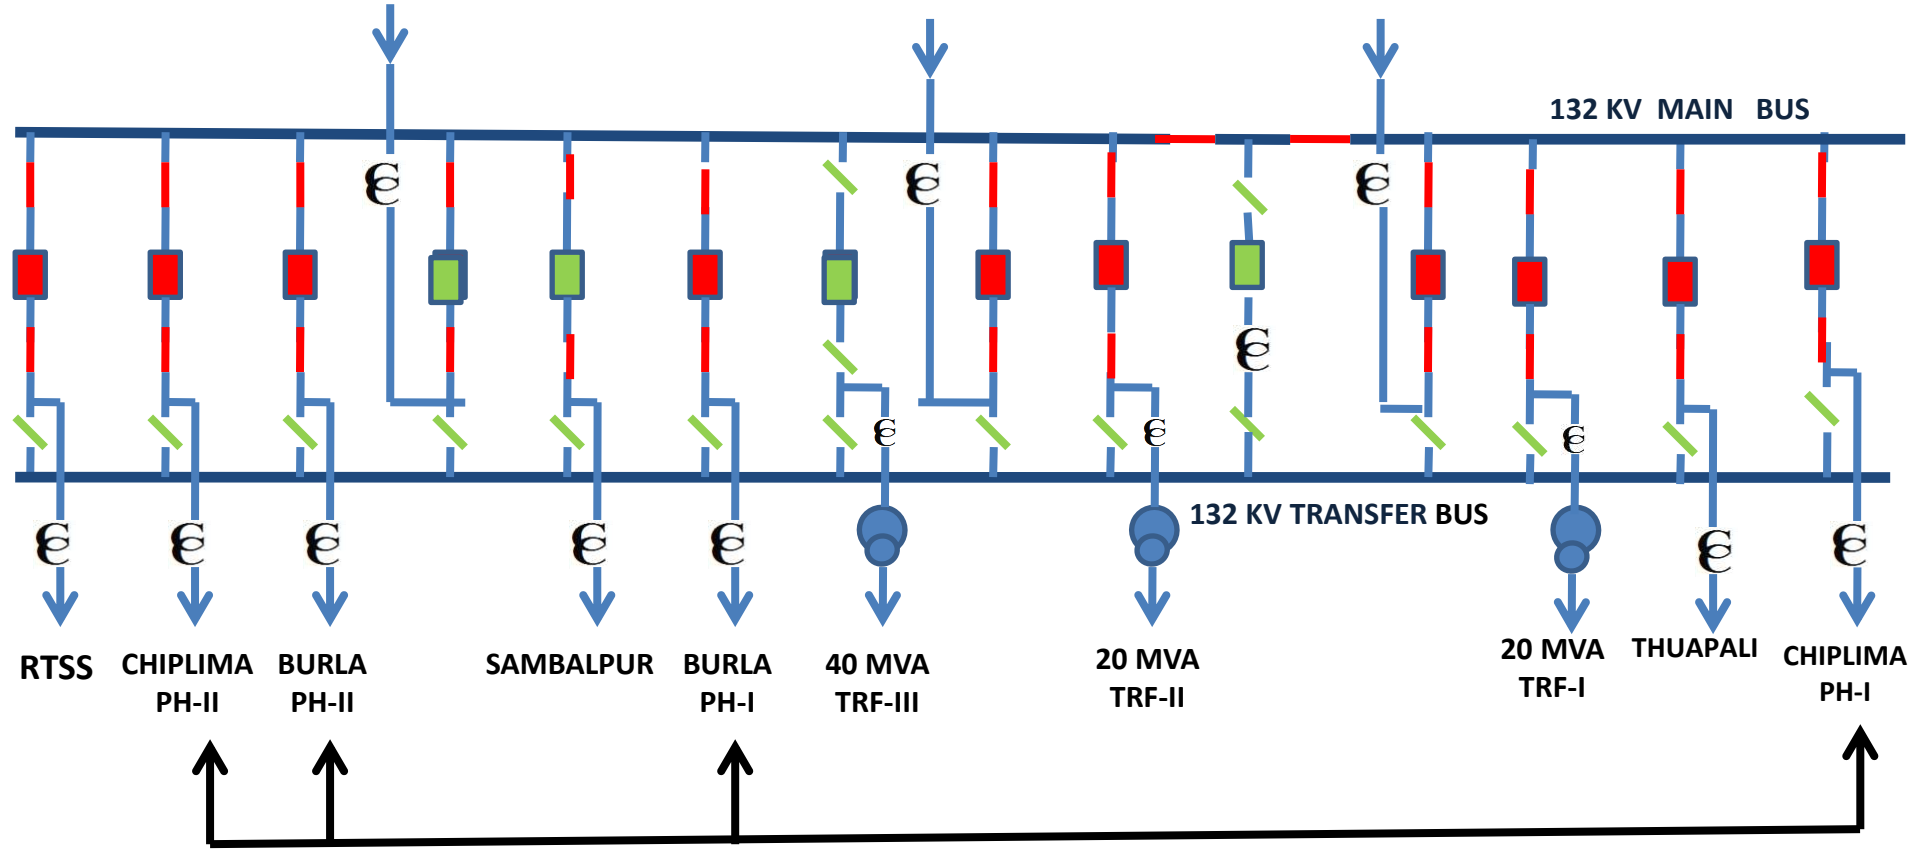 132 KV MAIN BUS
132 KV TRANSFER BUS
RTSS
CHIPLIMA
PH-II
BURLA
PH-II
SAMBALPUR
BURLA
PH-I
40 MVA
TRF-III
20 MVA
TRF-II
20 MVA
TRF-I
THUAPALI
CHIPLIMA
PH-I